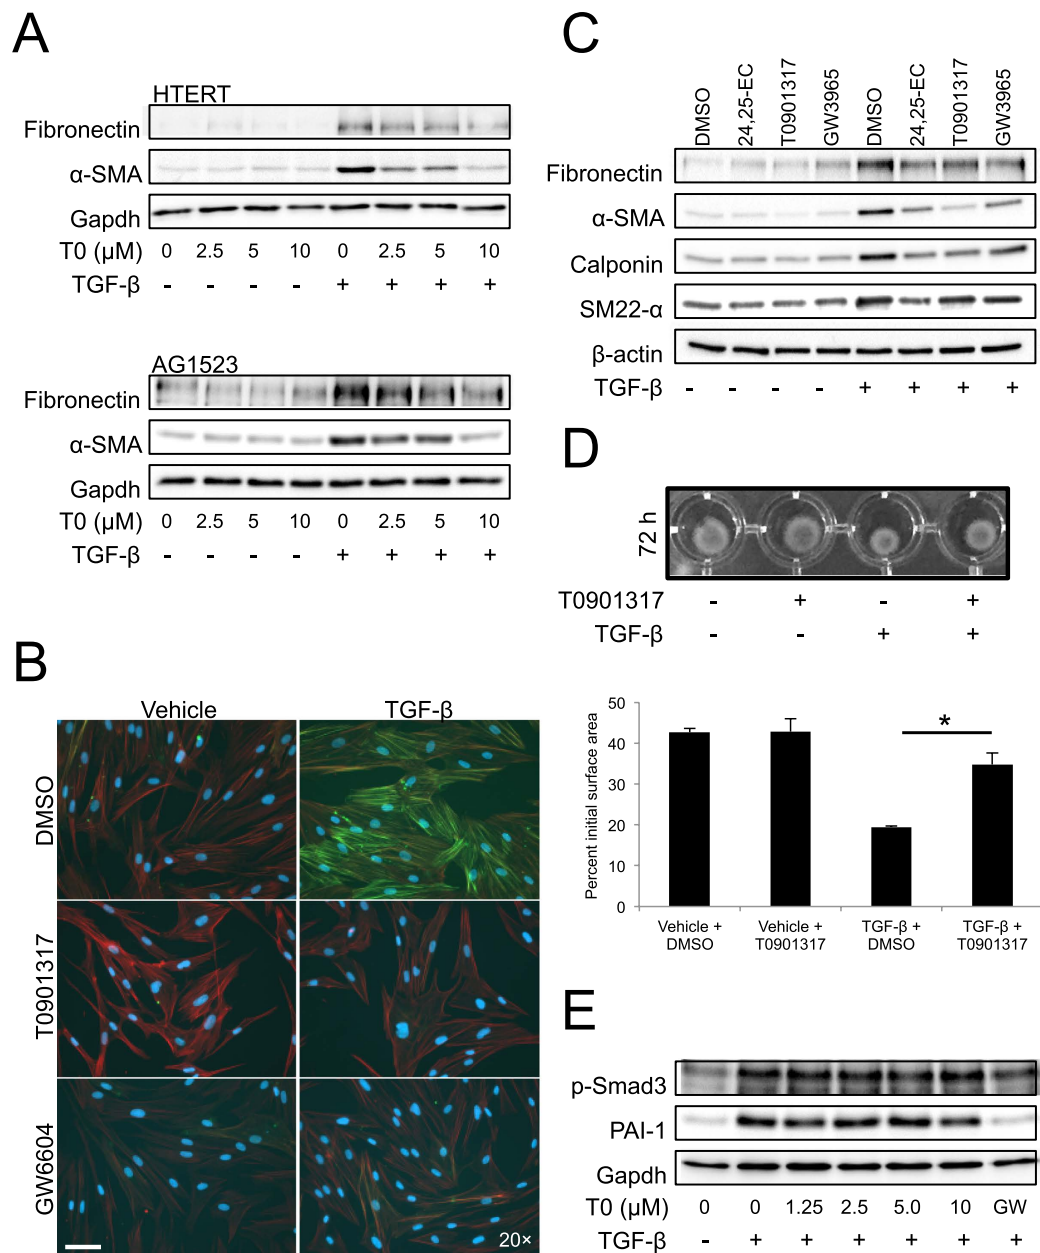 A
HTERT
Fibronectin
α-SMA
Gapdh
T0 (μM) 0 2.5 5 10 0 2.5 5 10
TGF-β - - - - + + + +
AG1523
Fibronectin
α-SMA
Gapdh
T0 (μM) 0 2.5 5 10 0 2.5 5 10
TGF-β - - - - + + + +
B
Vehicle TGF-β
DMSO
T0901317
GW6604
20×
C
DMSO 24,25-EC T0901317 GW3965 DMSO 24,25-EC T0901317 GW3965
Fibronectin
α-SMA
Calponin
SM22-α
β-actin
TGF-β - - - - + + + +
D
72 h
T0901317 - + - +
TGF-β - - + +
Percent initial surface area
50
40
30
20
10
0
*
Vehicle + Vehicle + TGF-β + TGF-β +
DMSO T0901317 DMSO T0901317
E
p-Smad3
PAI-1
Gapdh
T0 (μM) 0 0 1.25 2.5 5.0 10 GW
TGF-β - + + + + + +